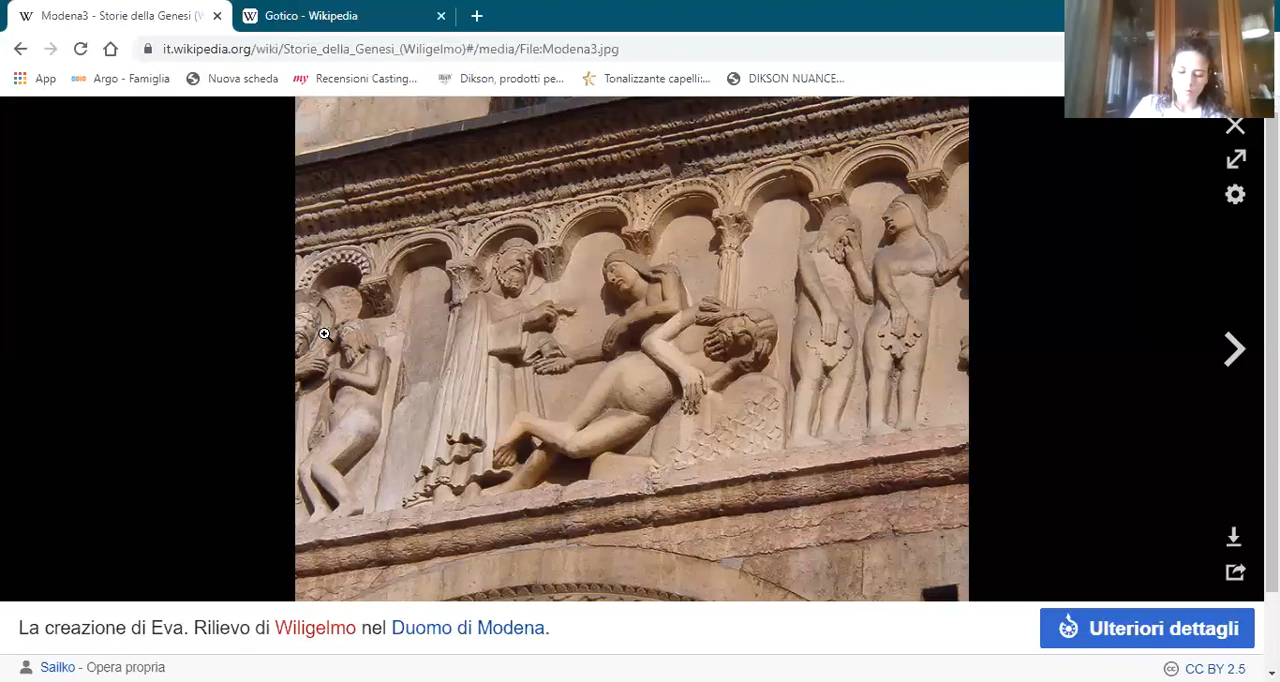 Modena3 - Storie della Genesi (W
Gotico - Wikipedia
it.wikipedia.org/wiki/Storie_della_Genesi_(Wiligelmo)#/media/File:Modena3.jpg
App
Argo - Famiglia
Nuova scheda
my Recensioni Casting...
Dikson, prodotti pe...
Tonalizzante capelli:...
DIKSON NUANCE...
La creazione di Eva. Rilievo di Wiligelmo nel Duomo di Modena.
Ulteriori dettagli
Sailko - Opera propria
CC BY 2.5